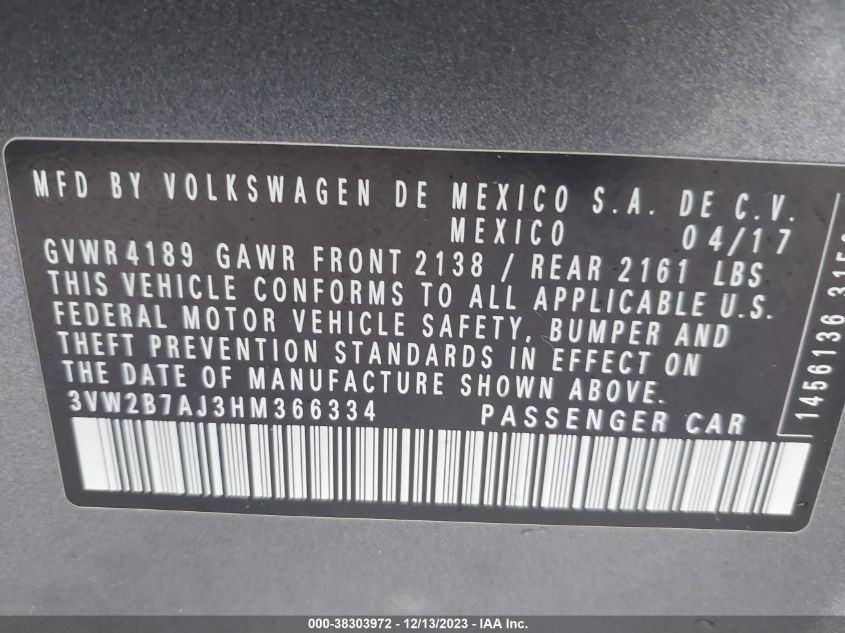 MFD BY VOLKSWAGEN DE MEXICO S.A. DE C.V.
MEXICO 04/17
GVWR 4189 GAWR FRONT 2138 / REAR 2161 LBS
THIS VEHICLE CONFORMS TO ALL APPLICABLE U.S.
FEDERAL MOTOR VEHICLE SAFETY, BUMPER AND
THEFT PREVENTION STANDARDS IN EFFECT ON
THE DATE OF MANUFACTURE SHOWN ABOVE.
3VW2B7AJ3HM366334 PASSENGER CAR
1456136
000-38303972 - 12/13/2023 - IAA Inc.